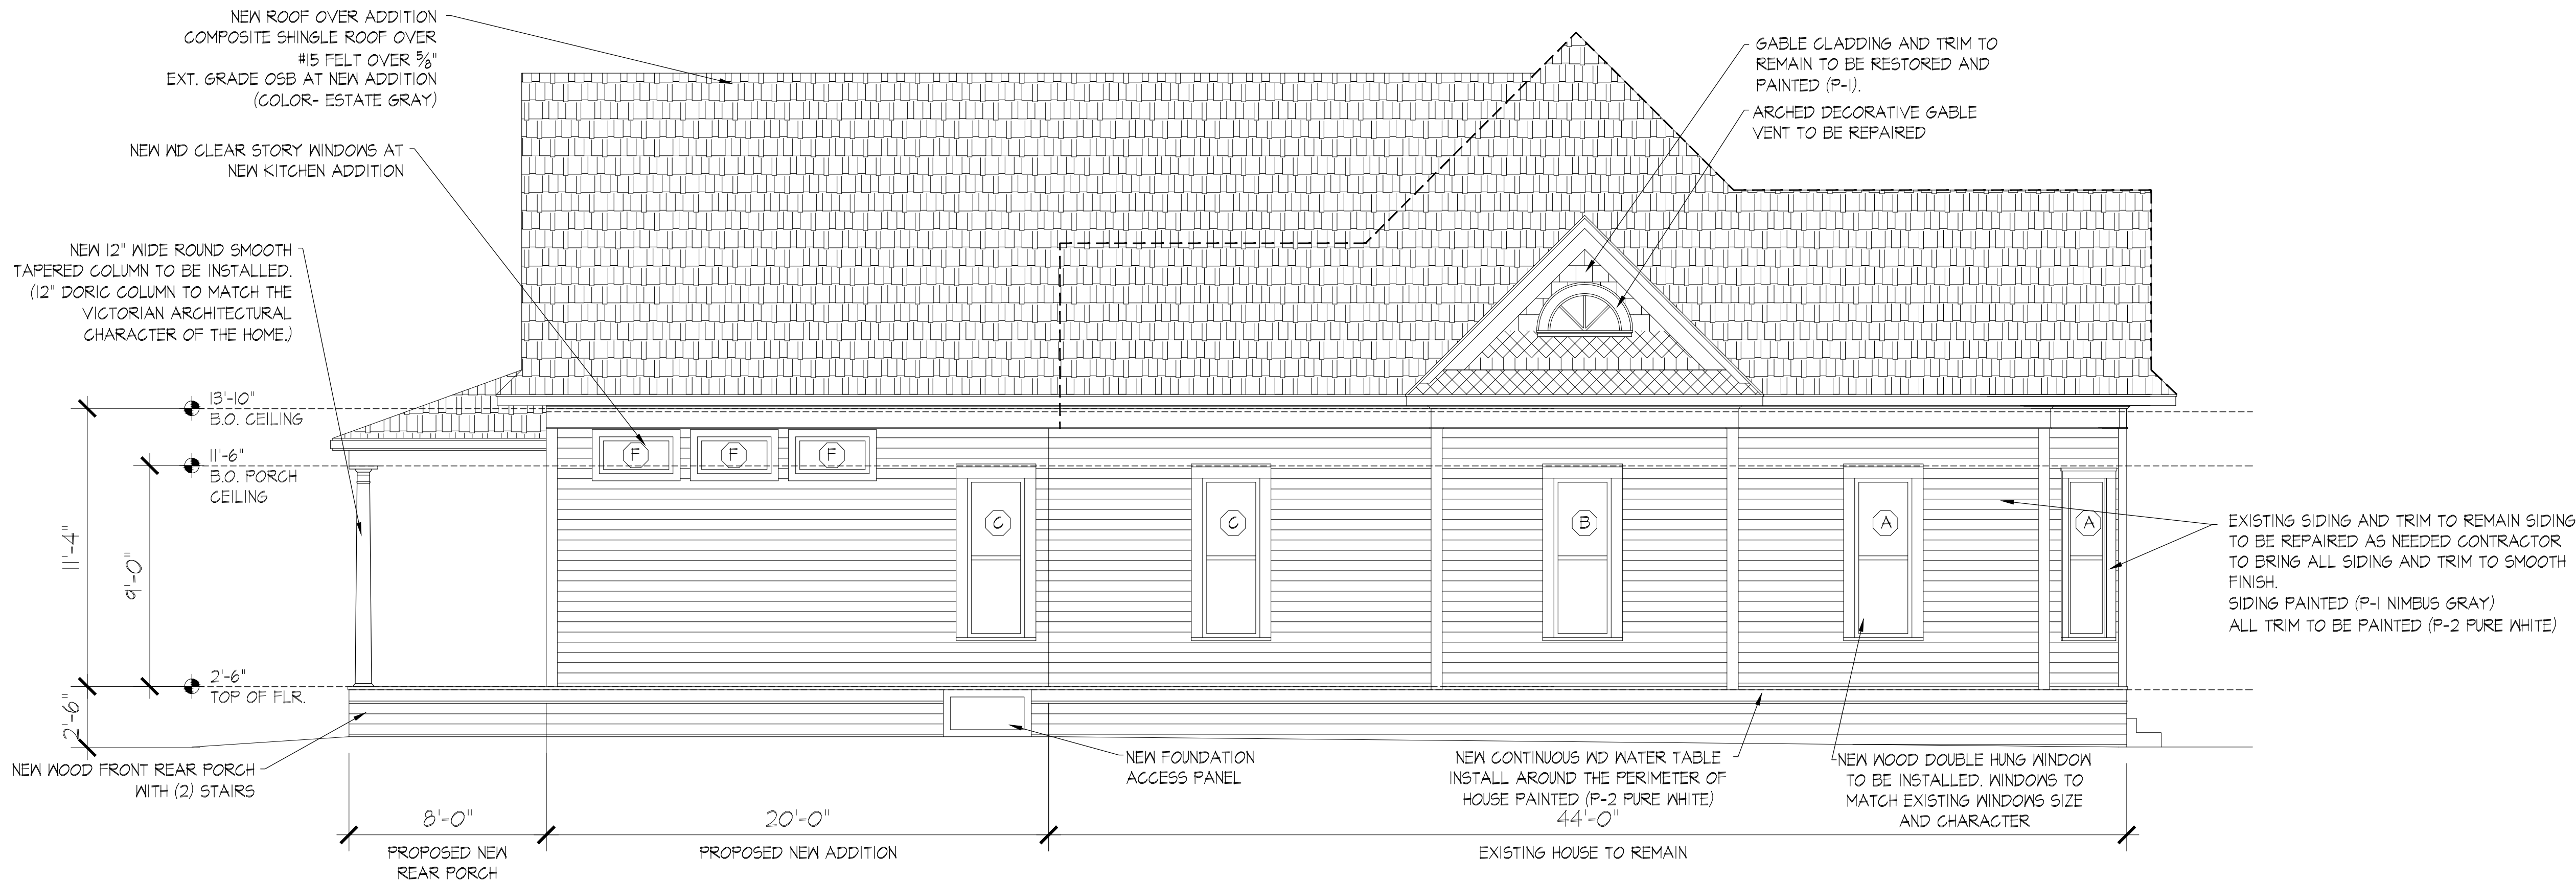 NEW ROOF OVER ADDITION
COMPOSITE SHINGLE ROOF OVER
#15 FELT OVER 5/8"
EXT. GRADE OSB AT NEW ADDITION
(COLOR- ESTATE GRAY)
NEW WD CLEAR STORY WINDOWS AT
NEW KITCHEN ADDITION
NEW 12" WIDE ROUND SMOOTH
TAPERED COLUMN TO BE INSTALLED.
(12" DORIC COLUMN TO MATCH THE
VICTORIAN ARCHITECTURAL
CHARACTER OF THE HOME.)
GABLE CLADDING AND TRIM TO
REMAIN TO BE RESTORED AND
PAINTED (P-1).
ARCHED DECORATIVE GABLE
VENT TO BE REPAIRED
13'-10"
B.O. CEILING
11'-6"
B.O. PORCH
CEILING
11'-4"
9'-0"
2'-6"
TOP OF FLR.
2'-6"
F
F
F
C
C
B
A
A
EXISTING SIDING AND TRIM TO REMAIN SIDING
TO BE REPAIRED AS NEEDED CONTRACTOR
TO BRING ALL SIDING AND TRIM TO SMOOTH
FINISH.
SIDING PAINTED (P-1 NIMBUS GRAY)
ALL TRIM TO BE PAINTED (P-2 PURE WHITE)
NEW WOOD FRONT REAR PORCH
WITH (2) STAIRS
NEW FOUNDATION
ACCESS PANEL
NEW CONTINUOUS WD WATER TABLE
INSTALL AROUND THE PERIMETER OF
HOUSE PAINTED (P-2 PURE WHITE)
NEW WOOD DOUBLE HUNG WINDOW
TO BE INSTALLED. WINDOWS TO
MATCH EXISTING WINDOWS SIZE
AND CHARACTER
8'-0"
20'-0"
44'-0"
PROPOSED NEW
REAR PORCH
PROPOSED NEW ADDITION
EXISTING HOUSE TO REMAIN